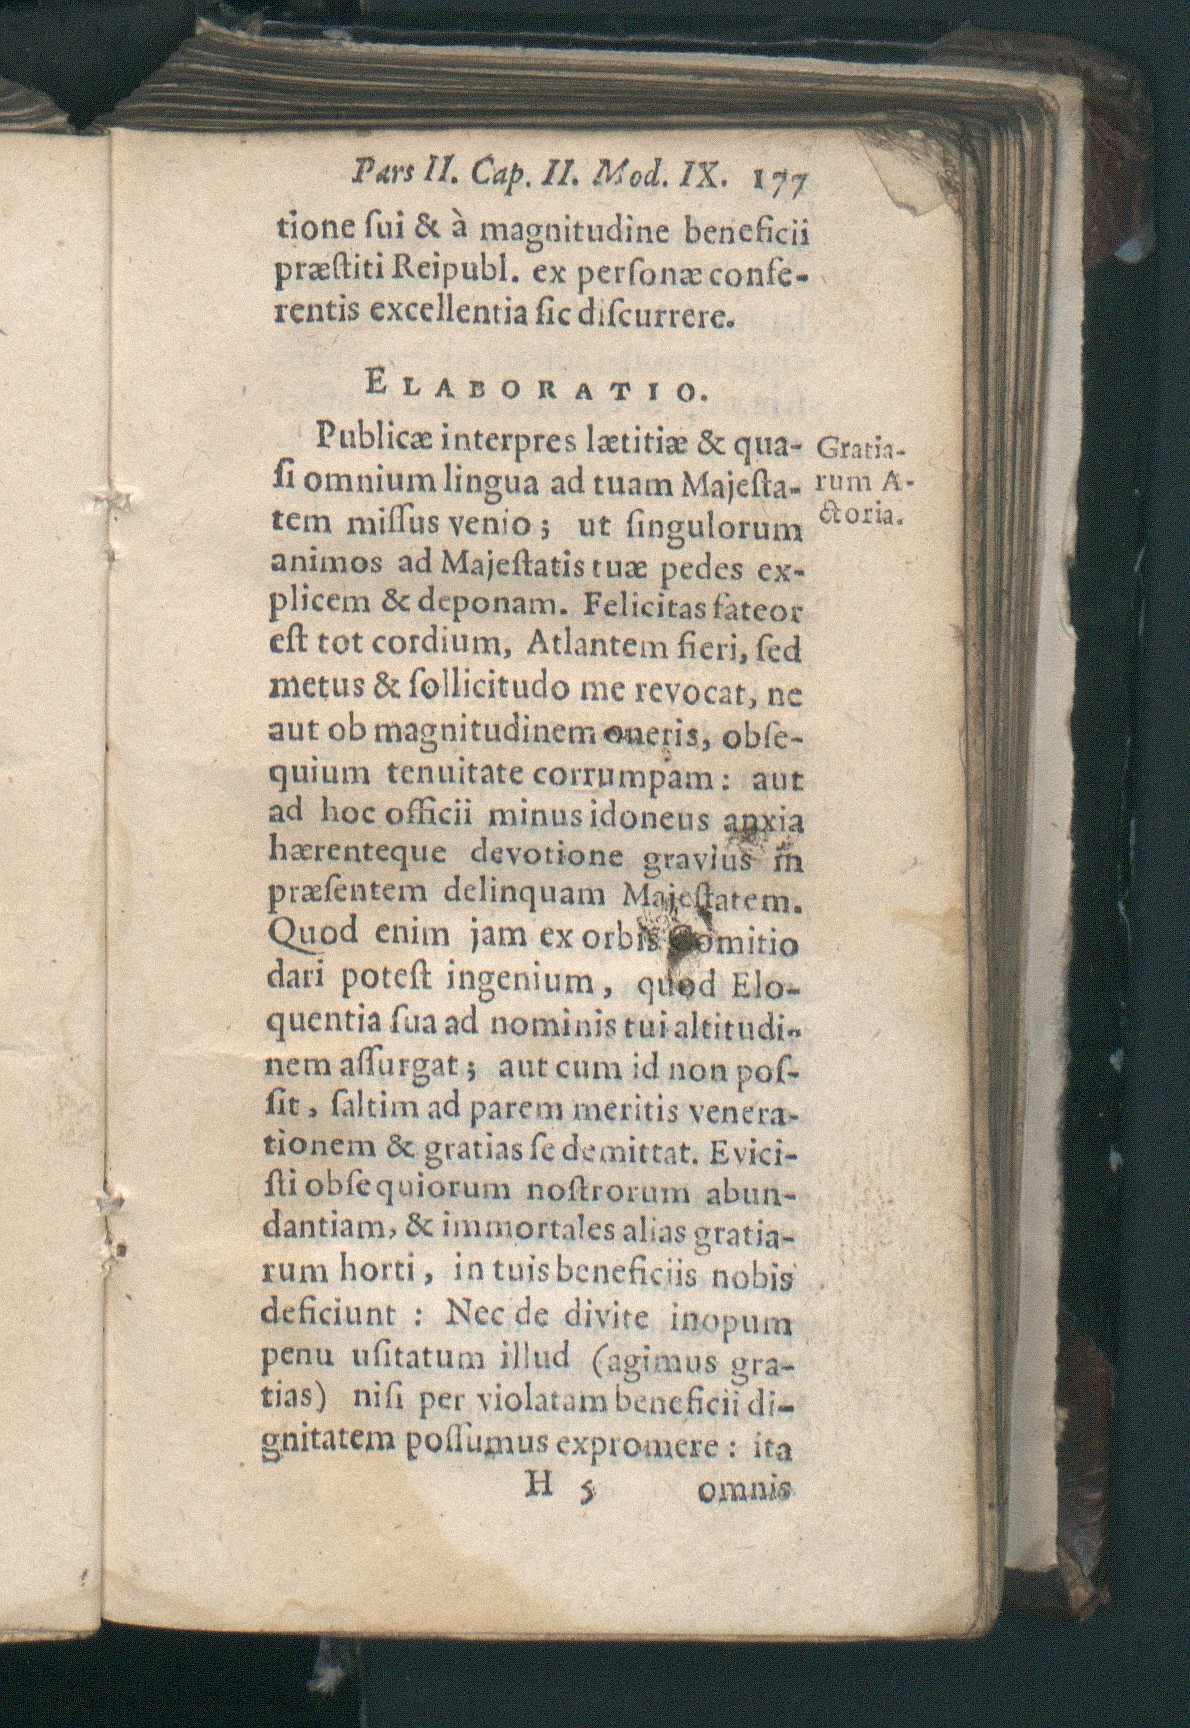 Pars II. Cap. II. Mod. IX. 177
tione ſui & à magnitudine beneficii
præſtiti Reipubl. ex perſonæ confe-
rentis excellentia ſic diſcurrere.
ELABORATIO.
Publicæ interpres lætitiæ & qua-
ſi omnium lingua ad tuam Majeſta-
tem miſſus venio; ut ſingulorum
animos ad Majeſtatis tuæ pedes ex-
plicem & deponam. Felicitas fateor
eſt tot cordium, Atlantem fieri, ſed
metus & ſollicitudo me revocat, ne
aut ob magnitudinem oneris, obſe-
quium tenuitate corrumpam: aut
ad hoc officii minus idoneus anxia
hærenteque devotione gravius in
præſentem delinquam Majeſtatem.
Quod enim jam ex orbis Comitio
dari poteſt ingenium, quod Elo-
quentia ſua ad nominis tui altitudi-
nem aſſurgat; aut cum id non poſ-
ſit, ſaltim ad parem meritis venera-
tionem & gratias ſe demittat. Evici-
ſti obſequiorum noſtrorum abun-
dantiam, & immortales alias gratia-
rum horti, in tuis beneficiis nobis
deficiunt: Nec de divite inopum
penu uſitatum illud (agimus gra-
tias) niſi per violatam beneficii di-
gnitatem poſſumus expromere: ita
H 5 omnis
Gratia-
rum A-
ctoria.